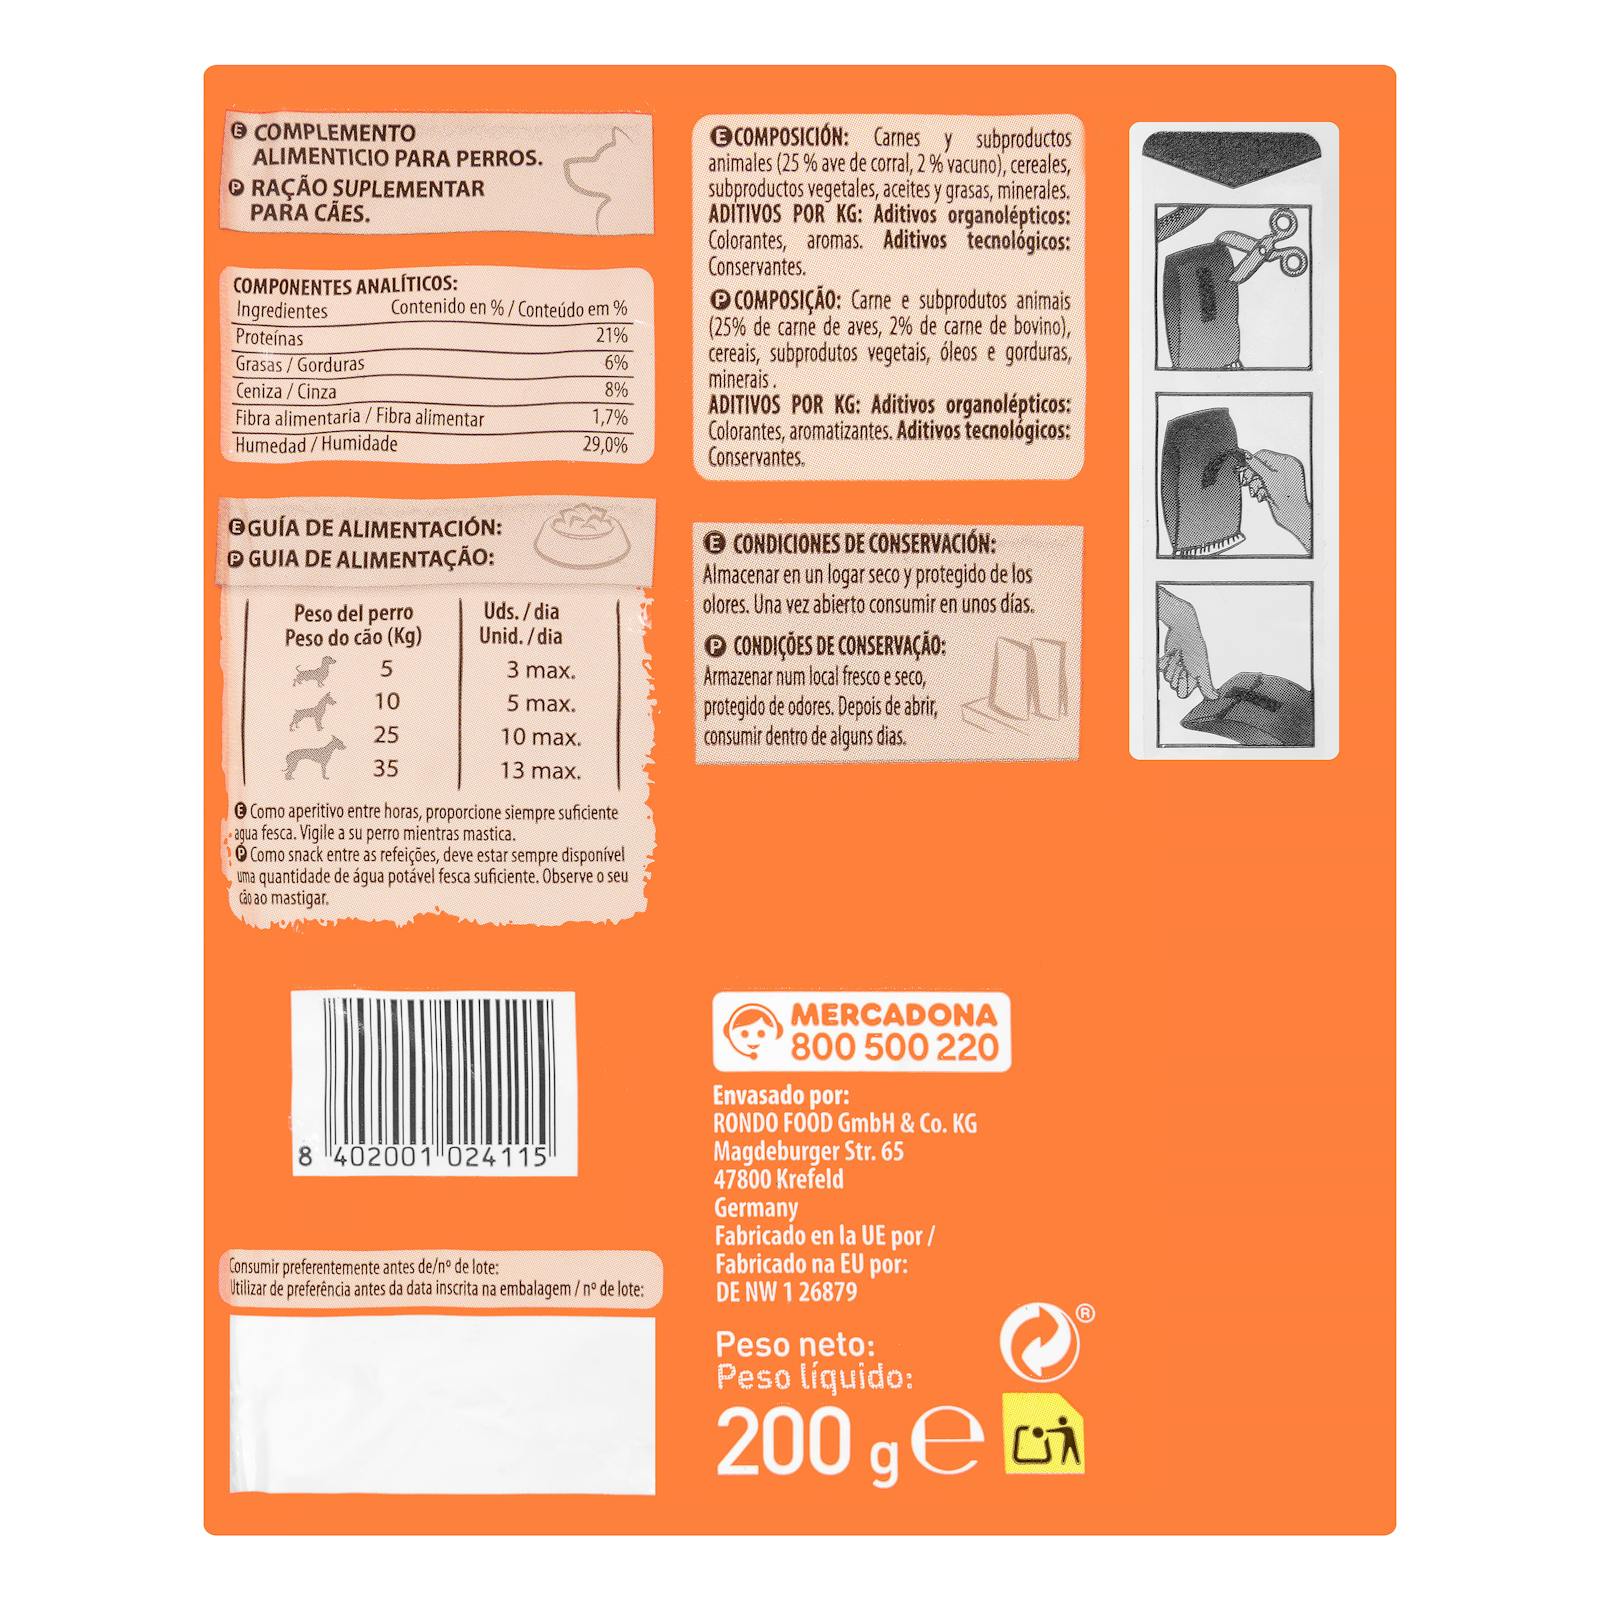 E COMPLEMENTO
ALIMENTICIO PARA PERROS.
P RAÇÃO SUPLEMENTAR
PARA CÃES.
COMPONENTES ANALÍTICOS:
Ingredientes Contenido en % / Conteúdo em %
Proteínas 21%
Grasas / Gorduras 6%
Ceniza / Cinza 8%
Fibra alimentaria / Fibra alimentar 1,7%
Humedad / Humidade 29,0%
E GUÍA DE ALIMENTACIÓN:
P GUIA DE ALIMENTAÇÃO:
Peso del perro Uds. / dia
Peso do cão (Kg) Unid. / dia
5 3 max.
10 5 max.
25 10 max.
35 13 max.
E Como aperitivo entre horas, proporcione siempre suficiente
agua fesca. Vigile a su perro mientras mastica.
P Como snack entre as refeições, deve estar sempre disponível
uma quantidade de água potável fesca suficiente. Observe o seu
cão ao mastigar.
8 402001 024115
Consumir preferentemente antes de/nº de lote:
Utilizar de preferência antes da data inscrita na embalagem / nº de lote:
E COMPOSICIÓN: Carnes y subproductos
animales (25 % ave de corral, 2 % vacuno), cereales,
subproductos vegetales, aceites y grasas, minerales.
ADITIVOS POR KG: Aditivos organolépticos:
Colorantes, aromas. Aditivos tecnológicos:
Conservantes.
P COMPOSIÇÃO: Carne e subprodutos animais
(25% de carne de aves, 2% de carne de bovino),
cereais, subprodutos vegetais, óleos e gorduras,
minerais .
ADITIVOS POR KG: Aditivos organolépticos:
Colorantes, aromatizantes. Aditivos tecnológicos:
Conservantes.
E CONDICIONES DE CONSERVACIÓN:
Almacenar en un logar seco y protegido de los
olores. Una vez abierto consumir en unos días.
P CONDIÇÕES DE CONSERVAÇÃO:
Armazenar num local fresco e seco,
protegido de odores. Depois de abrir,
consumir dentro de alguns dias.
MERCADONA
800 500 220
Envasado por:
RONDO FOOD GmbH & Co. KG
Magdeburger Str. 65
47800 Krefeld
Germany
Fabricado en la UE por /
Fabricado na EU por:
DE NW 1 26879
Peso neto:
Peso líquido:
200 g e
®